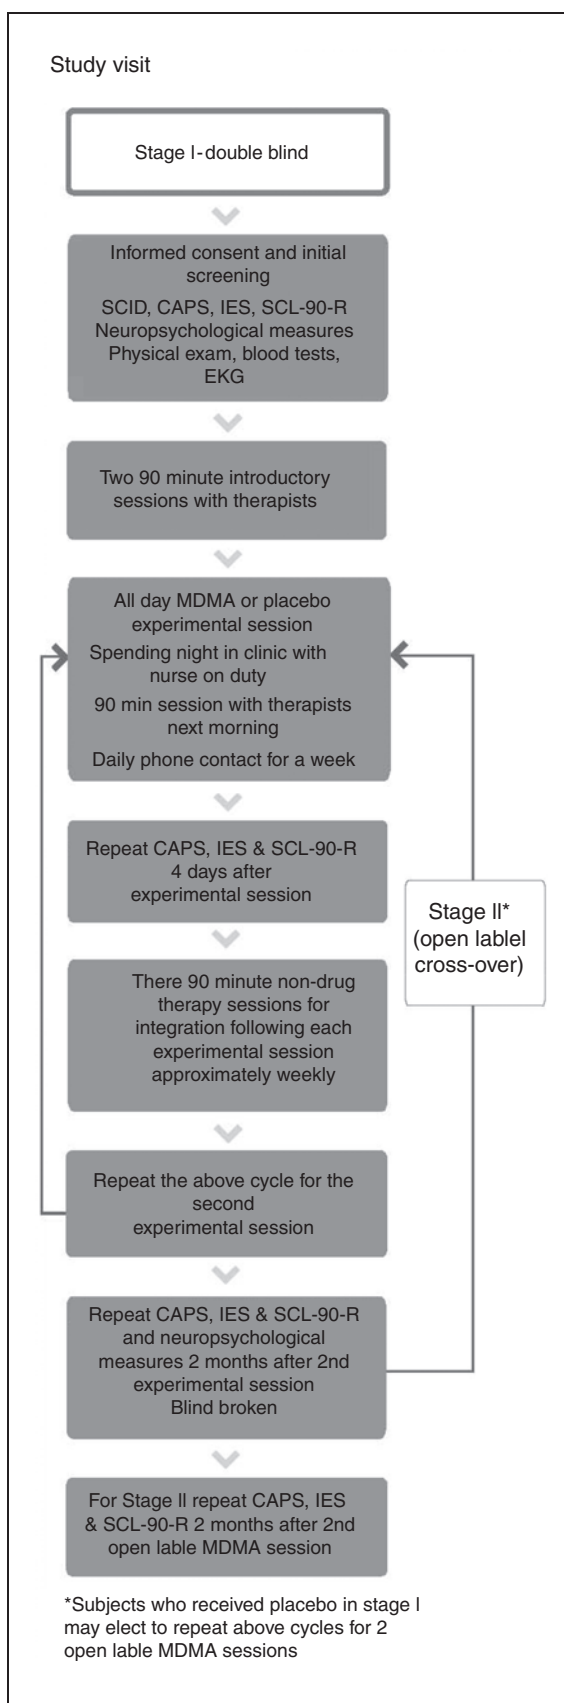 Study visit
Stage I-double blind
Informed consent and initial
screening
SCID, CAPS, IES, SCL-90-R
Neuropsychological measures
Physical exam, blood tests,
EKG
Two 90 minute introductory
sessions with therapists
All day MDMA or placebo
experimental session
Spending night in clinic with
nurse on duty
90 min session with therapists
next morning
Daily phone contact for a week
Repeat CAPS, IES & SCL-90-R
4 days after
experimental session
Stage II*
(open lablel
cross-over)
There 90 minute non-drug
therapy sessions for
integration following each
experimental session
approximately weekly
Repeat the above cycle for the
second
experimental session
Repeat CAPS, IES & SCL-90-R
and neuropsychological
measures 2 months after 2nd
experimental session
Blind broken
For Stage II repeat CAPS, IES
& SCL-90-R 2 months after 2nd
open lable MDMA session
*Subjects who received placebo in stage I
may elect to repeat above cycles for 2
open lable MDMA sessions